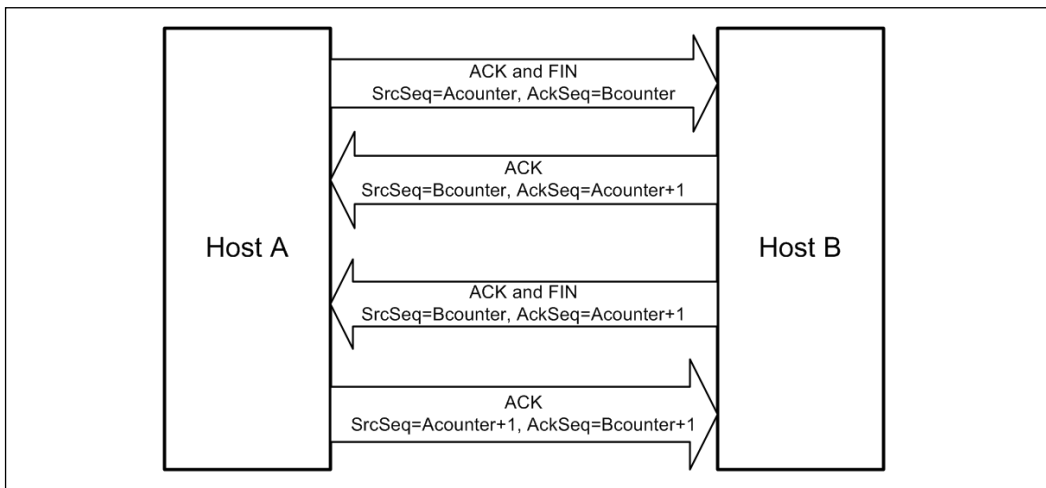 ACK and FIN
SrcSeq=Acounter, AckSeq=Bcounter
ACK
SrcSeq=Bcounter, AckSeq=Acounter+1
Host A
Host B
ACK and FIN
SrcSeq=Bcounter, AckSeq=Acounter+1
ACK
SrcSeq=Acounter+1, AckSeq=Bcounter+1